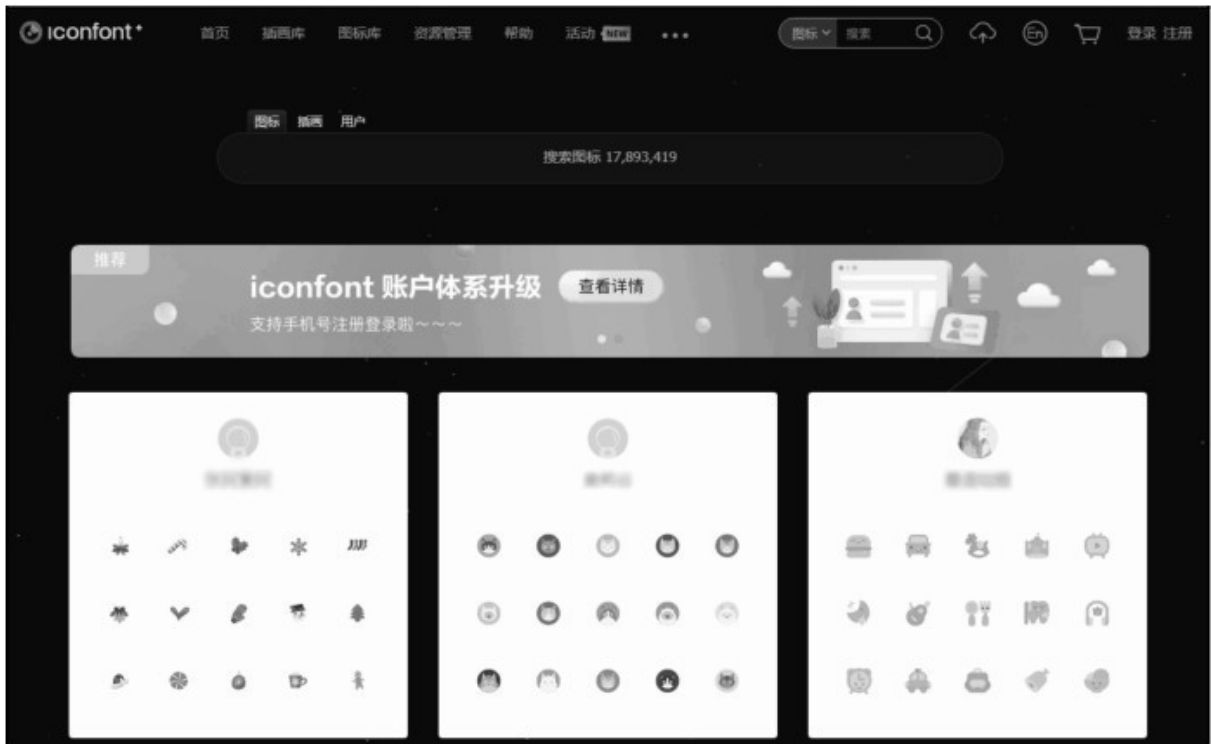 iconfont+ 首页 插画库 图标库 资源管理 帮助 活动 NEW 图标 搜索 En 登录 注册
图标 插画 用户
搜索图标 17,893,419
推荐
iconfont 账户体系升级 查看详情
支持手机号注册登录啦~~~